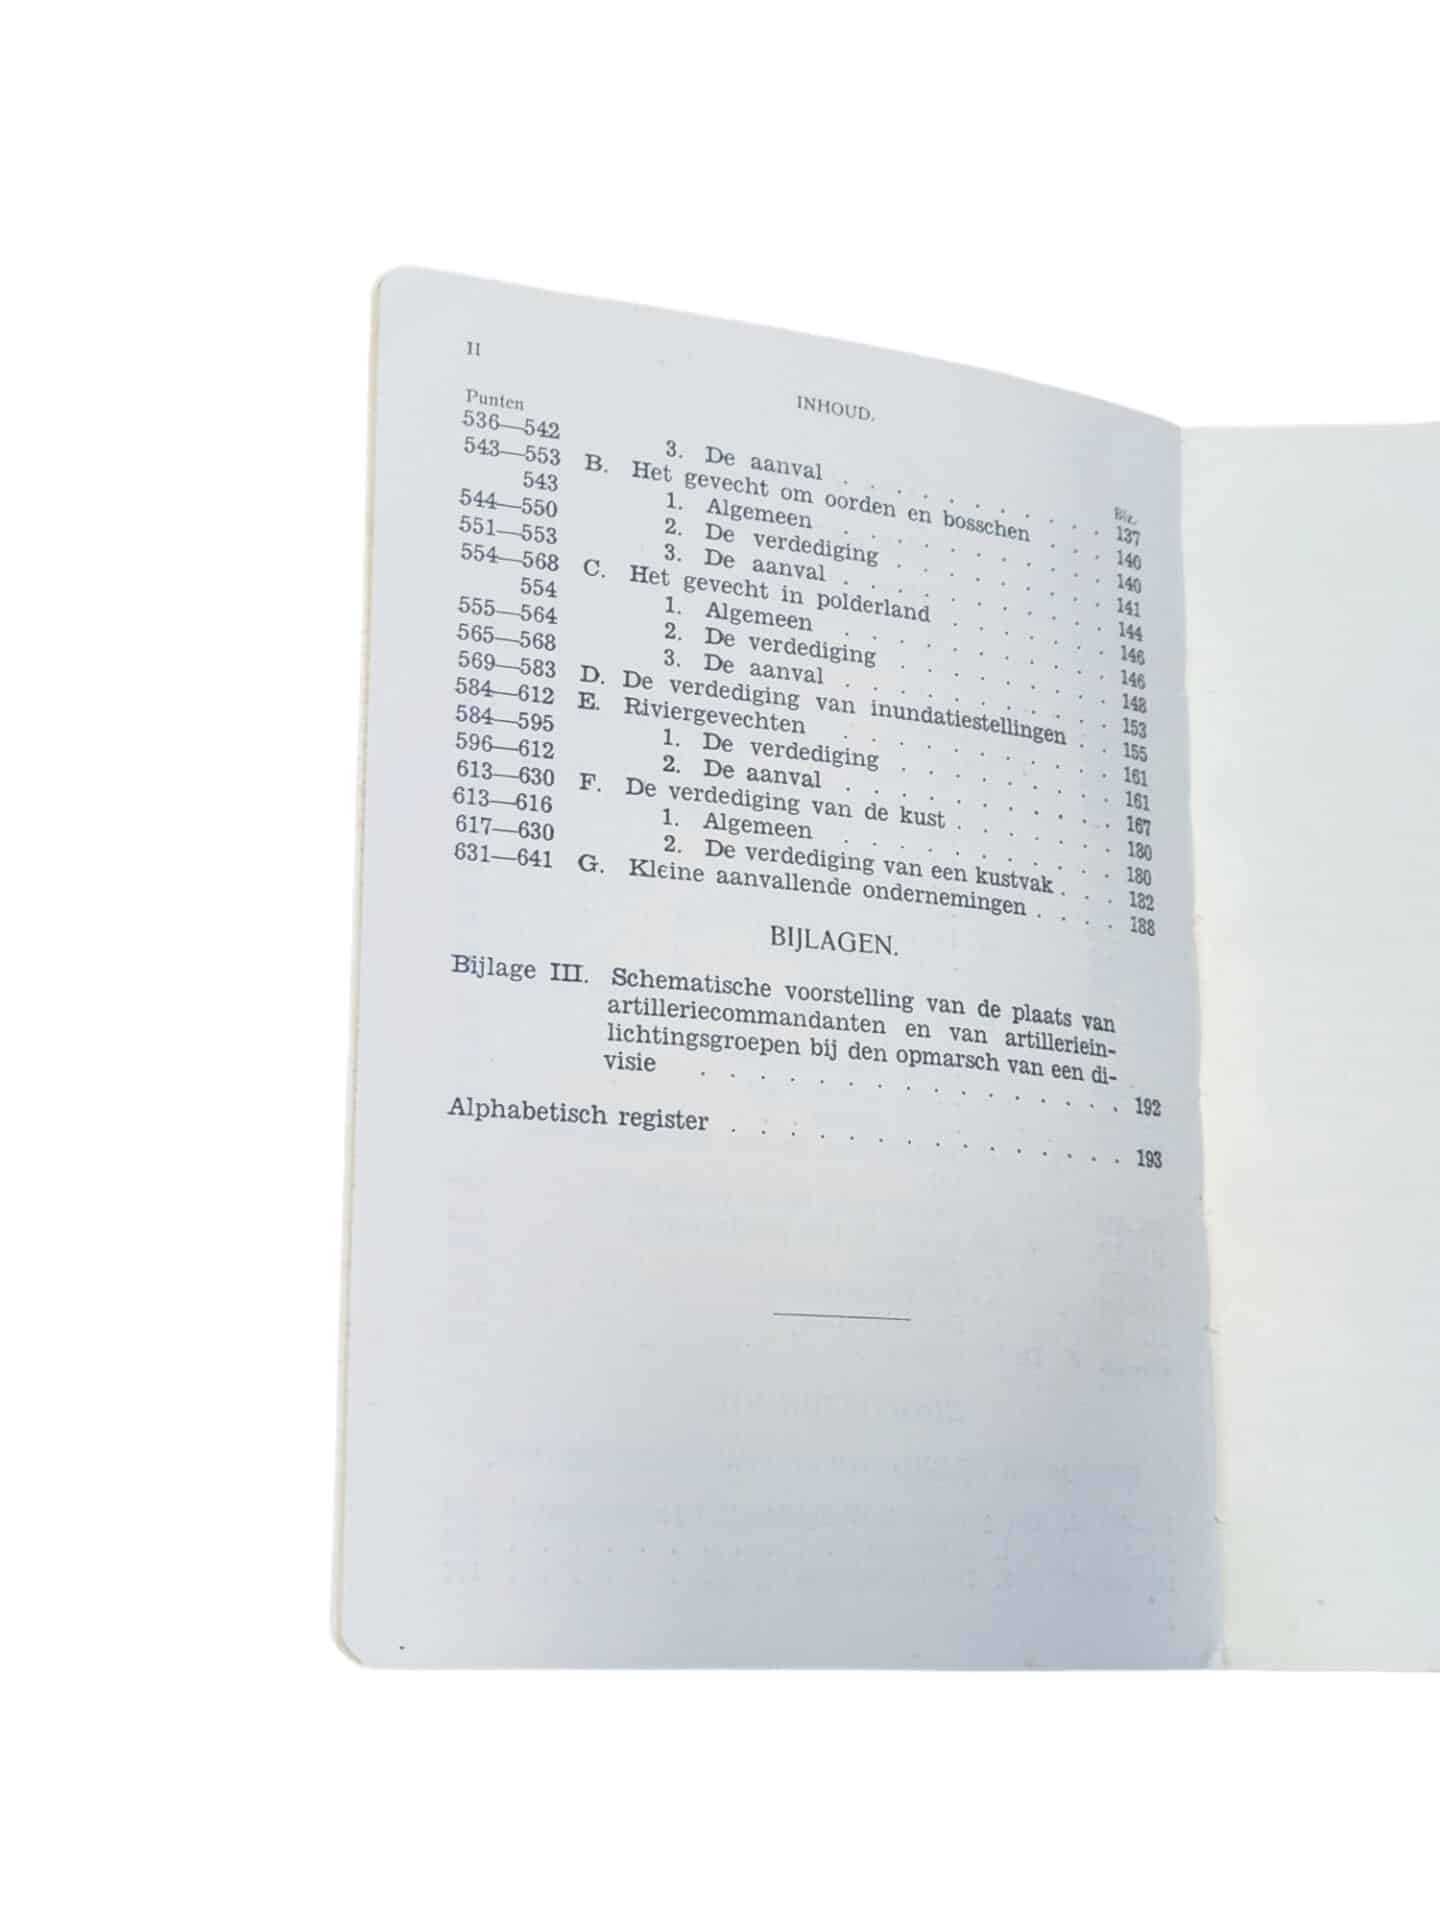 II
INHOUD.
Punten
Blz.
536—542 3. De aanval . . . . . . . . . . 137
543—553 B. Het gevecht om oorden en bosschen . . . 140
543 1. Algemeen . . . . . . . . . . 140
544—550 2. De verdediging . . . . . . . . 141
551—553 3. De aanval . . . . . . . . . . 144
554—568 C. Het gevecht in polderland . . . . . . . 146
554 1. Algemeen . . . . . . . . . . 146
555—564 2. De verdediging . . . . . . . . 148
565—568 3. De aanval . . . . . . . . . . 153
569—583 D. De verdediging van inundatiestellingen . . 155
584—612 E. Riviergevechten . . . . . . . . . . 161
584—595 1. De verdediging . . . . . . . . 161
596—612 2. De aanval . . . . . . . . . . 167
613—630 F. De verdediging van de kust . . . . . . 180
613—616 1. Algemeen . . . . . . . . . . 180
617—630 2. De verdediging van een kustvak . . . 182
631—641 G. Kleine aanvallende ondernemingen . . . . 188
BIJLAGEN.
Bijlage III. Schematische voorstelling van de plaats van
artilleriecommandanten en van artilleriein-
lichtingsgroepen bij den opmarsch van een di-
visie . . . . . . . . . . . . . . . 192
Alphabetisch register . . . . . . . . . . . . . . 193